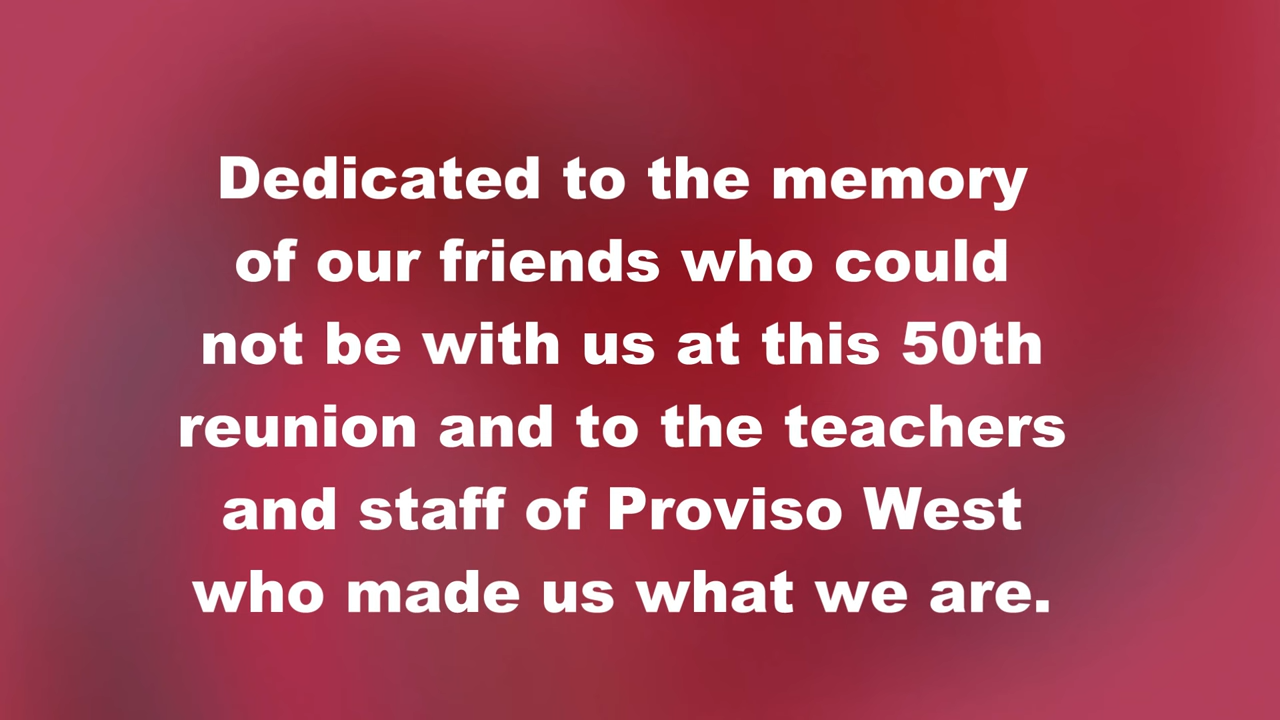 Dedicated to the memory
of our friends who could
not be with us at this 50th
reunion and to the teachers
and staff of Proviso West
who made us what we are.